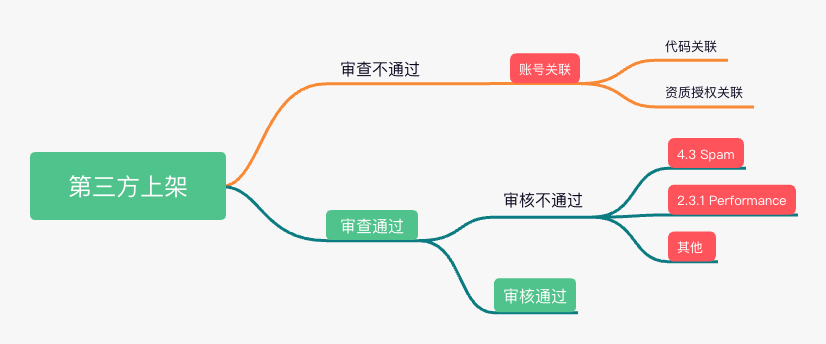 第三方上架
审查不通过
账号关联
代码关联
资质授权关联
审查通过
审核不通过
4.3 Spam
2.3.1 Performance
其他
审核通过